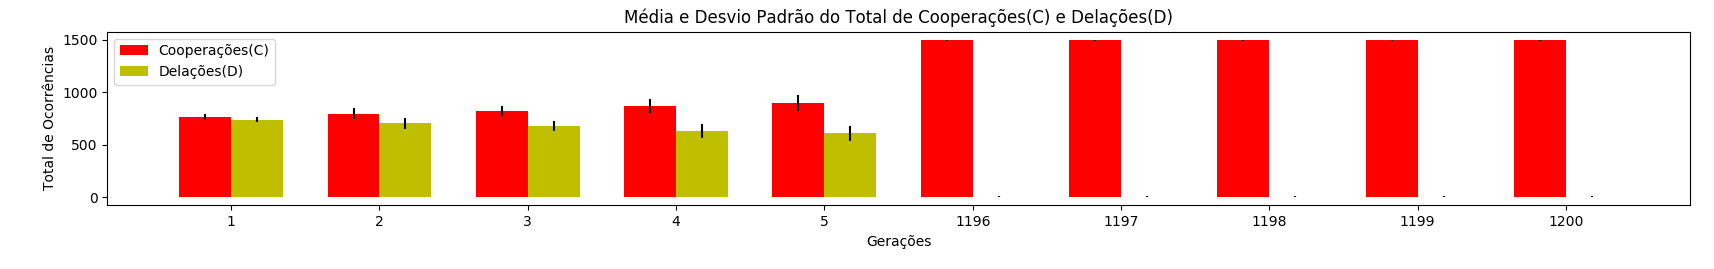 Média e Desvio Padrão do Total de Cooperações(C) e Delações(D)
Cooperações(C)
Delações(D)
Total de Ocorrências
1500
1000
500
0
1 2 3 4 5 1196 1197 1198 1199 1200
Gerações